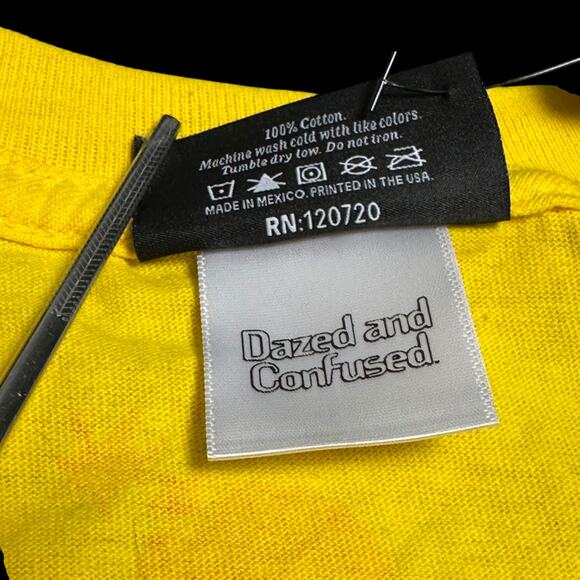 100% Cotton.
Machine wash cold with like colors.
Tumble dry low. Do not iron.
MADE IN MEXICO. PRINTED IN THE USA.
RN:120720
Dazed and
Confused.